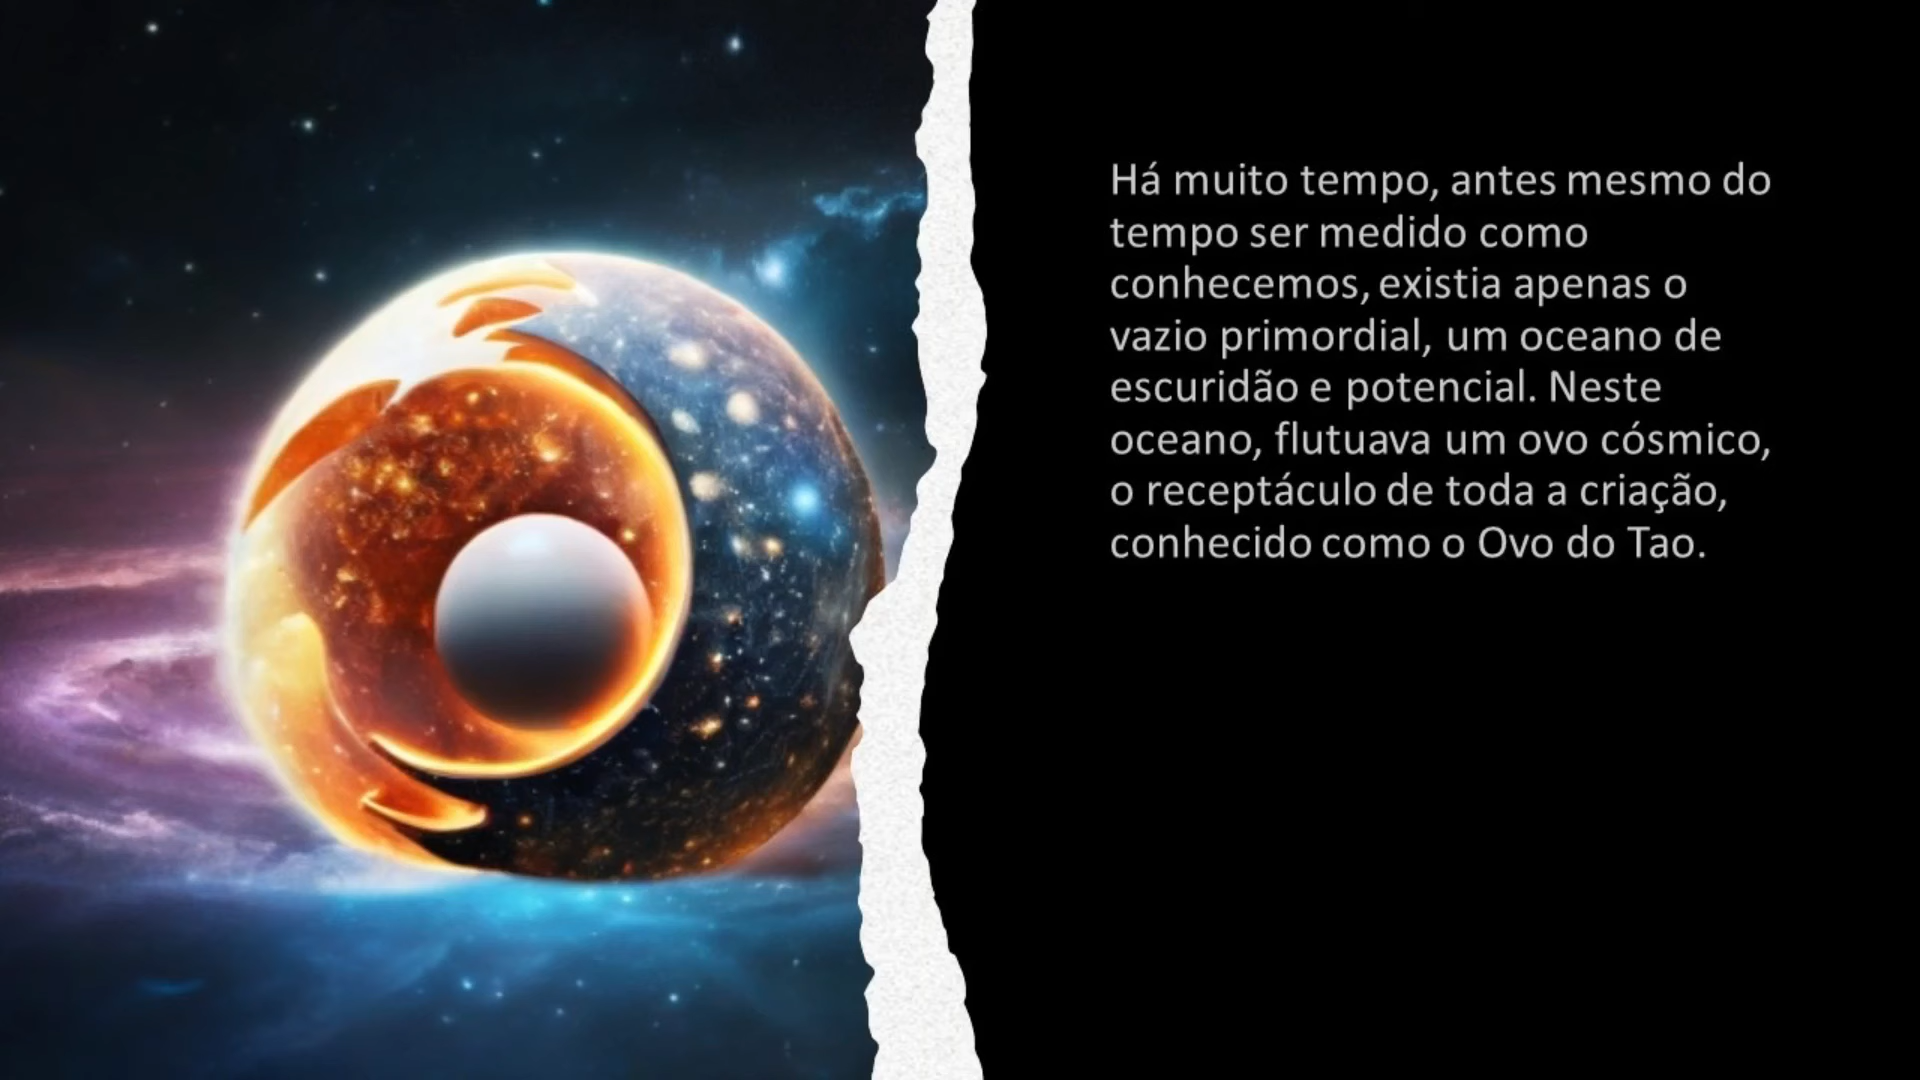 Há muito tempo, antes mesmo do
tempo ser medido como
conhecemos, existia apenas o
vazio primordial, um oceano de
escuridão e potencial. Neste
oceano, flutuava um ovo cósmico,
o receptáculo de toda a criação,
conhecido como o Ovo do Tao.